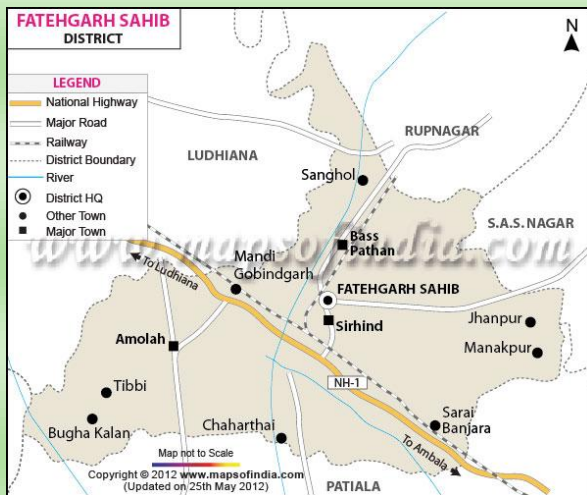 FATEHGARH SAHIB
DISTRICT
N
LEGEND
National Highway
Major Road
Railway
District Boundary
River
District HQ
Other Town
Major Town
LUDHIANA
RUPNAGAR
Sanghol
S.A.S. NAGAR
Bass
Pathan
www.mapsofindia.com
To Ludhiana
Mandi
Gobindgarh
FATEHGARH SAHIB
Sirhind
Jhanpur
Amolah
Manakpur
NH-1
Tibbi
Bugha Kalan
Chaharthai
Sarai
Banjara
To Ambala
Map not to Scale
Copyright © 2012 www.mapsofindia.com
(Updated on 25th May 2012)
PATIALA